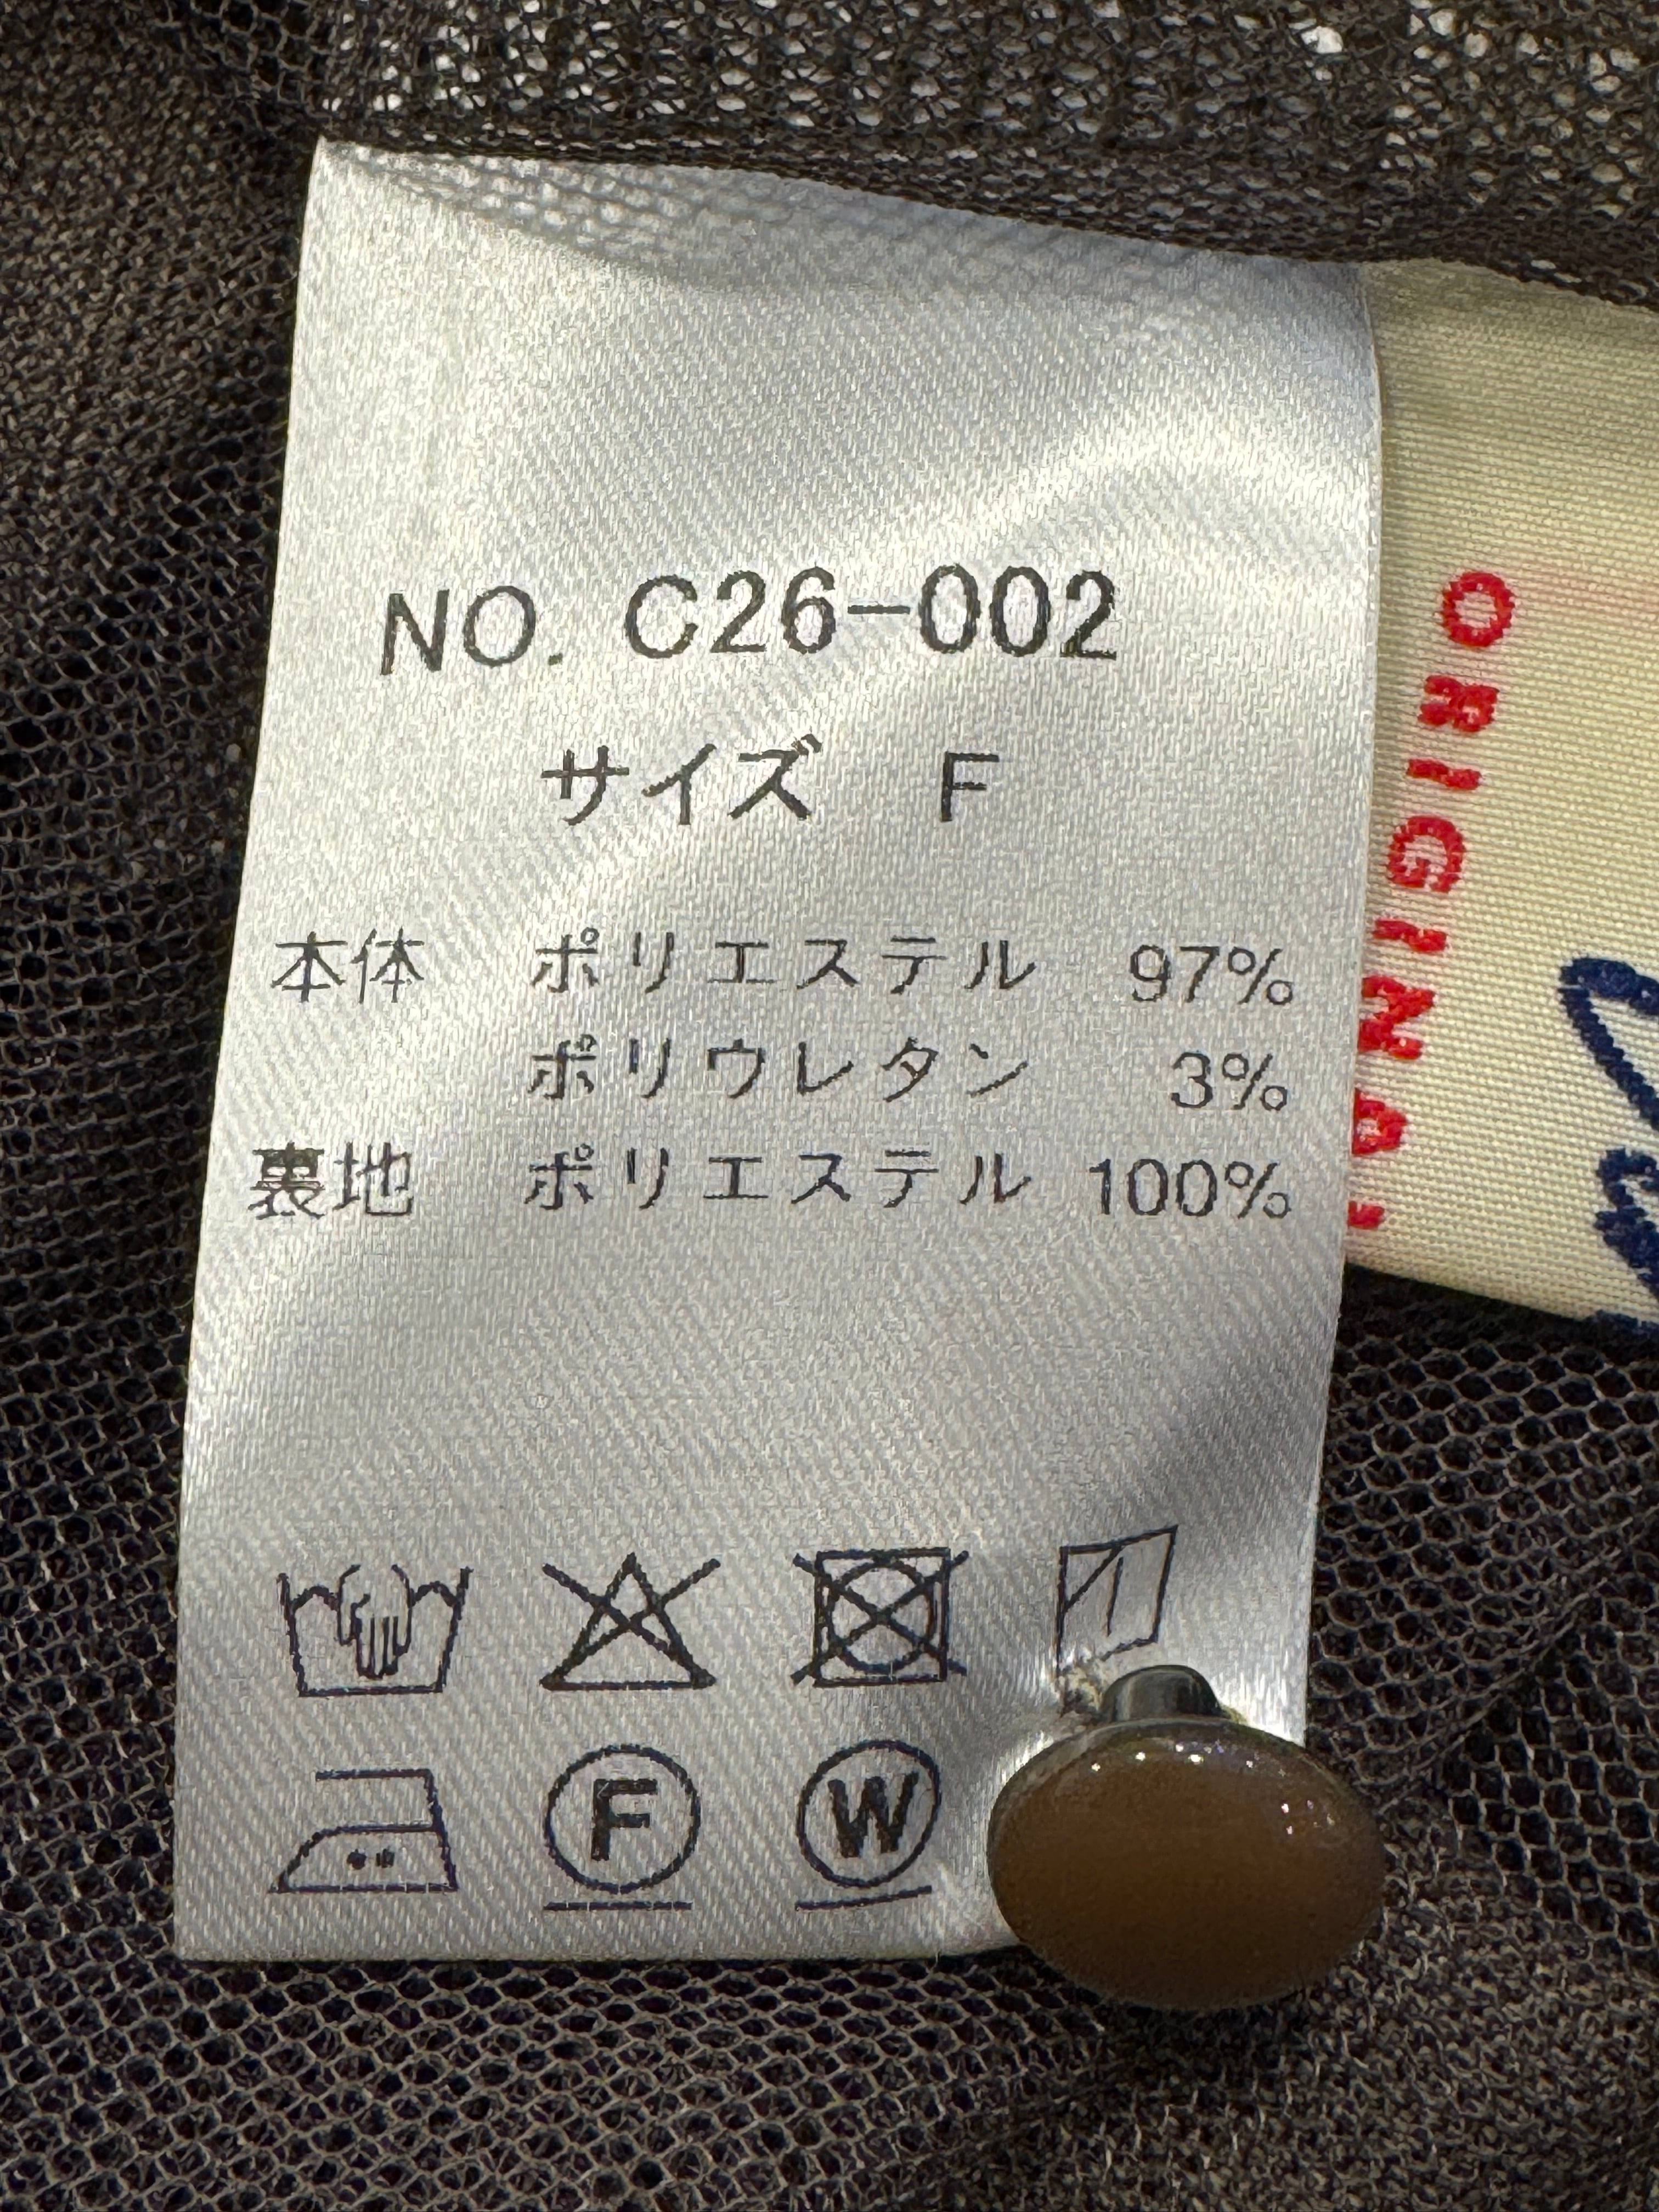 NO. C26-002
サイズ F
本体 ポリエステル 97%
ポリウレタン 3%
裏地 ポリエステル 100%
F W